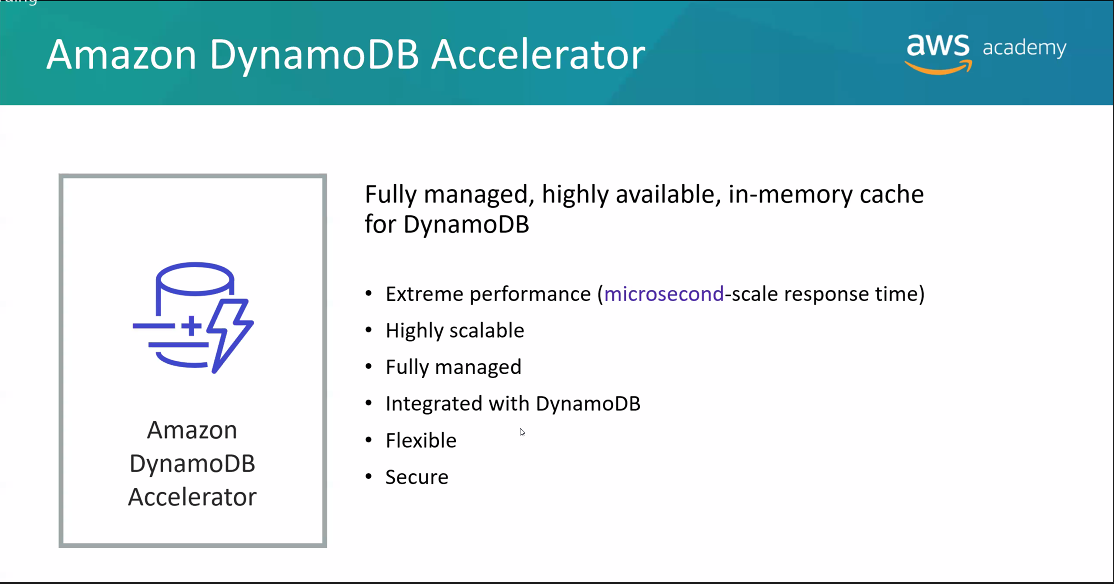 Amazon DynamoDB Accelerator
aws academy
Fully managed, highly available, in-memory cache
for DynamoDB
• Extreme performance (microsecond-scale response time)
• Highly scalable
• Fully managed
• Integrated with DynamoDB
• Flexible
• Secure
Amazon
DynamoDB
Accelerator